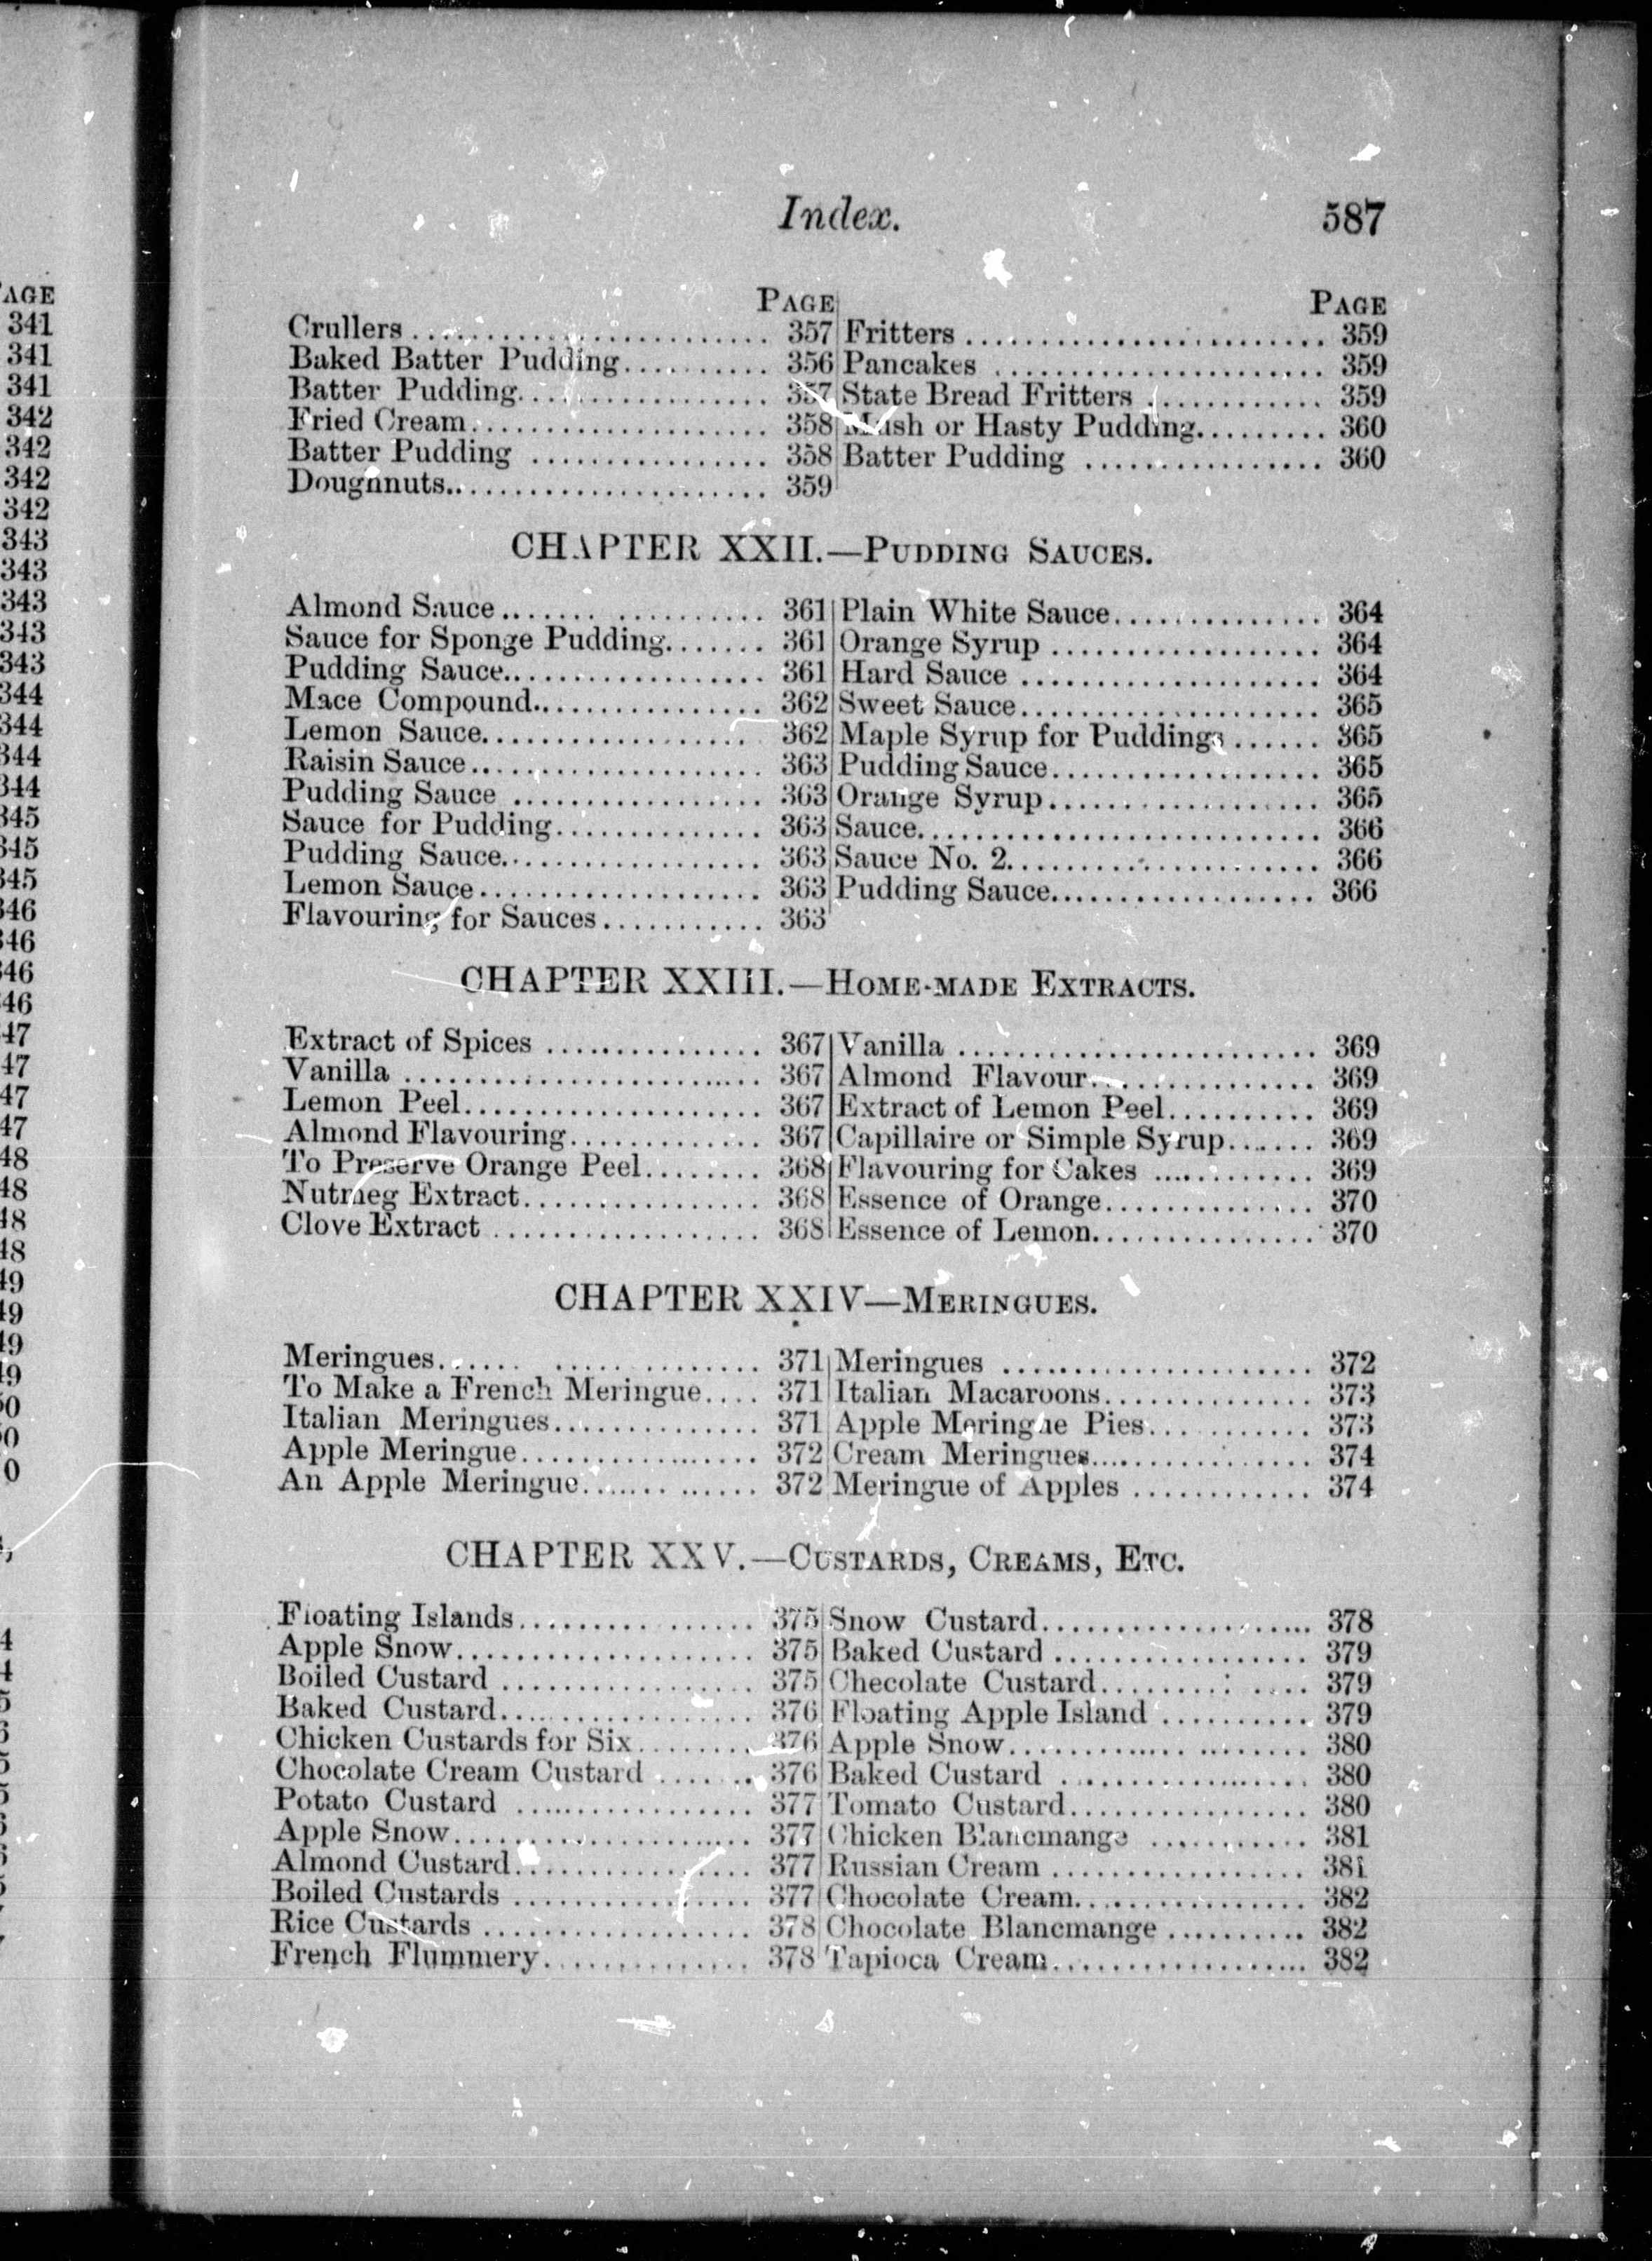 Index.
587
PAGE
Crullers ........................ 357
Baked Batter Pudding.......... 356
Batter Pudding................. 357
Fried Cream.................... 358
Batter Pudding ................ 358
Doughnuts...................... 359
PAGE
Fritters ........................ 359
Pancakes ...................... 359
State Bread Fritters ............ 359
Mush or Hasty Pudding......... 360
Batter Pudding ................ 360
CHAPTER XXII.—PUDDING SAUCES.
Almond Sauce .................. 361
Sauce for Sponge Pudding....... 361
Pudding Sauce.................. 361
Mace Compound................ 362
Lemon Sauce.................. 362
Raisin Sauce.................... 363
Pudding Sauce ................. 363
Sauce for Pudding.............. 363
Pudding Sauce.................. 363
Lemon Sauce................... 363
Flavouring for Sauces........... 363
Plain White Sauce.............. 364
Orange Syrup .................. 364
Hard Sauce .................... 364
Sweet Sauce.................... 365
Maple Syrup for Puddings ...... 365
Pudding Sauce.................. 365
Orange Syrup................... 365
Sauce........................... 366
Sauce No. 2..................... 366
Pudding Sauce.................. 366
CHAPTER XXIII.—HOME-MADE EXTRACTS.
Extract of Spices ............... 367
Vanilla ........................ 367
Lemon Peel.................... 367
Almond Flavouring............. 367
To Preserve Orange Peel........ 368
Nutmeg Extract................ 368
Clove Extract .................. 368
Vanilla ........................ 369
Almond Flavour............... 369
Extract of Lemon Peel.......... 369
Capillaire or Simple Syrup...... 369
Flavouring for Cakes ........... 369
Essence of Orange.............. 370
Essence of Lemon............... 370
CHAPTER XXIV—MERINGUES.
Meringues...... .............. 371
To Make a French Meringue.... 371
Italian Meringues.............. 371
Apple Meringue................ 372
An Apple Meringue............ 372
Meringues ..................... 372
Italian Macaroons.............. 373
Apple Meringue Pies........... 373
Cream Meringues............... 374
Meringue of Apples ............ 374
CHAPTER XXV.—CUSTARDS, CREAMS, ETC.
Floating Islands................ 375
Apple Snow.................... 375
Boiled Custard ................. 375
Baked Custard.................. 376
Chicken Custards for Six........ 376
Chocolate Cream Custard ....... 376
Potato Custard ................ 377
Apple Snow.................... 377
Almond Custard................ 377
Boiled Custards ................ 377
Rice Custards .................. 378
French Flummery.............. 378
Snow Custard................... 378
Baked Custard ................. 379
Checolate Custard........: .... 379
Floating Apple Island .......... 379
Apple Snow.................... 380
Baked Custard ................. 380
Tomato Custard................ 380
Chicken Blancmange ........... 381
Russian Cream ................. 381
Chocolate Cream................ 382
Chocolate Blancmange .......... 382
Tapioca Cream.................. 382